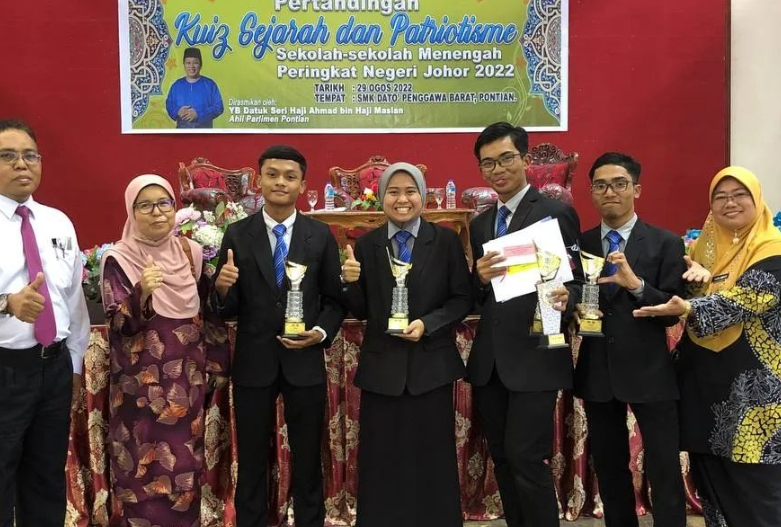 Pertandingan
Kuiz Sejarah dan Patriotisme
Sekolah-sekolah Menengah
Peringkat Negeri Johor 2022
TARIKH : 29 OGOS 2022
TEMPAT : SMK DATO' PENGGAWA BARAT, PONTIAN.
Dirasmikan oleh:
YB Datuk Seri Haji Ahmad bin Haji Maslan
Ahli Parlimen Pontian